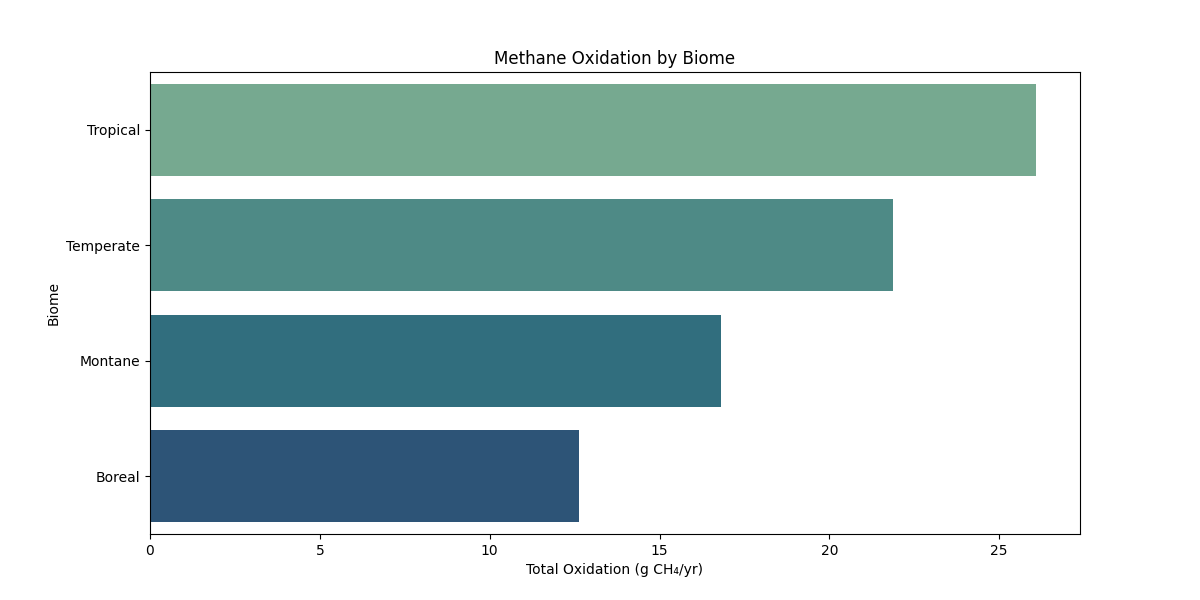 Methane Oxidation by Biome
Biome
Tropical
Temperate
Montane
Boreal
0 5 10 15 20 25
Total Oxidation (g CH₄/yr)